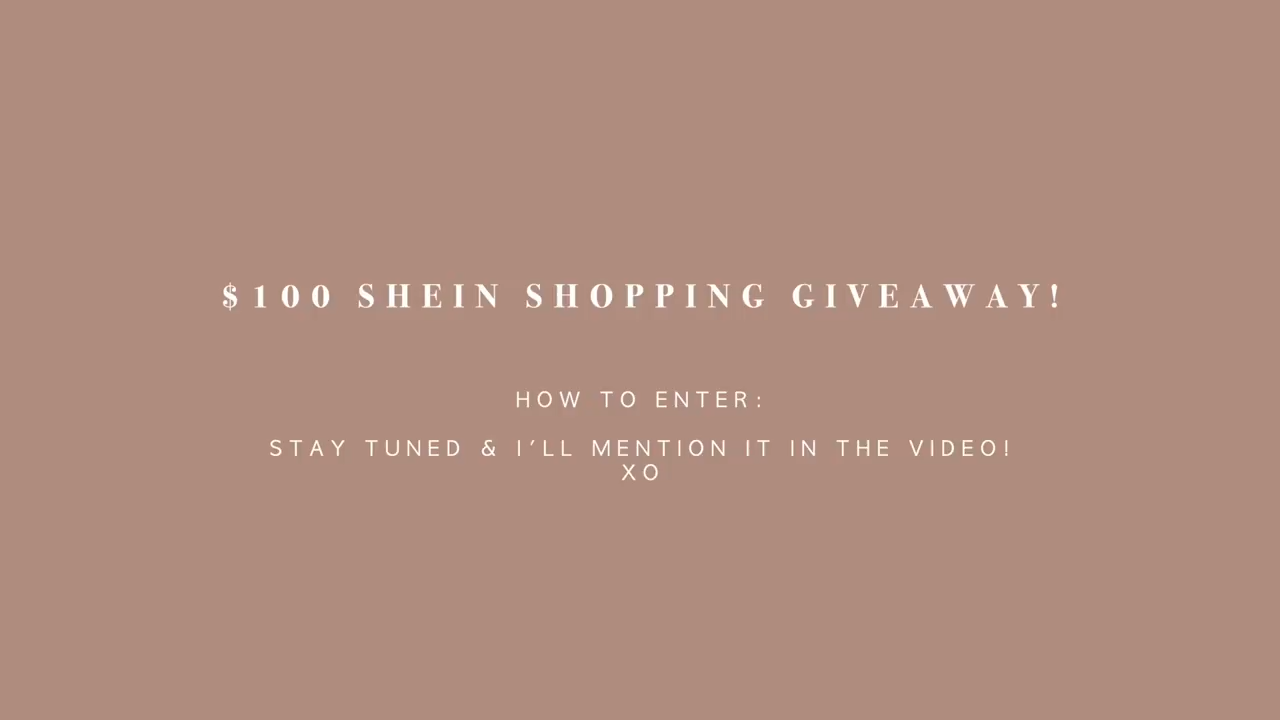 $100 SHEIN SHOPPING GIVEAWAY!
HOW TO ENTER:
STAY TUNED & I'LL MENTION IT IN THE VIDEO!
XO